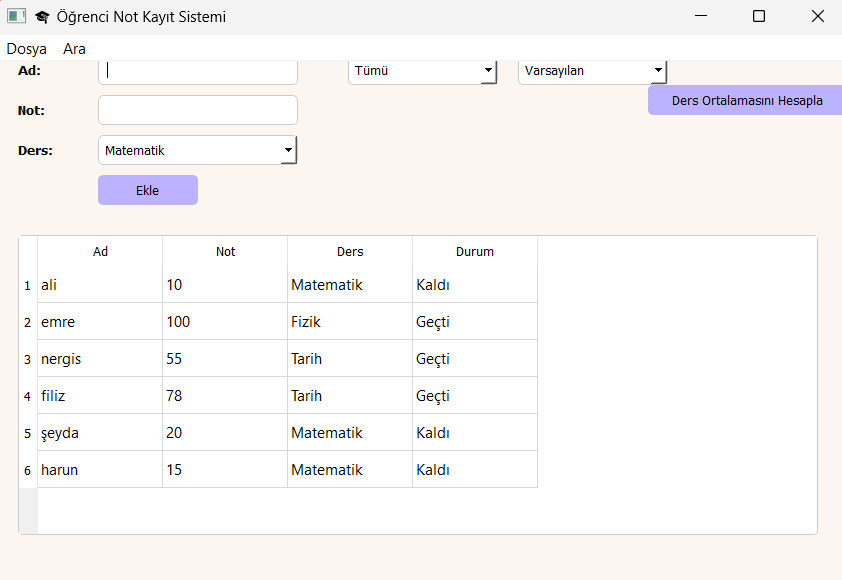 Öğrenci Not Kayıt Sistemi
Dosya Ara
Ad: Tümü Varsayılan
Ders Ortalamasını Hesapla
Not:
Ders: Matematik
Ekle
Ad Not Ders Durum
1 ali 10 Matematik Kaldı
2 emre 100 Fizik Geçti
3 nergis 55 Tarih Geçti
4 filiz 78 Tarih Geçti
5 şeyda 20 Matematik Kaldı
6 harun 15 Matematik Kaldı